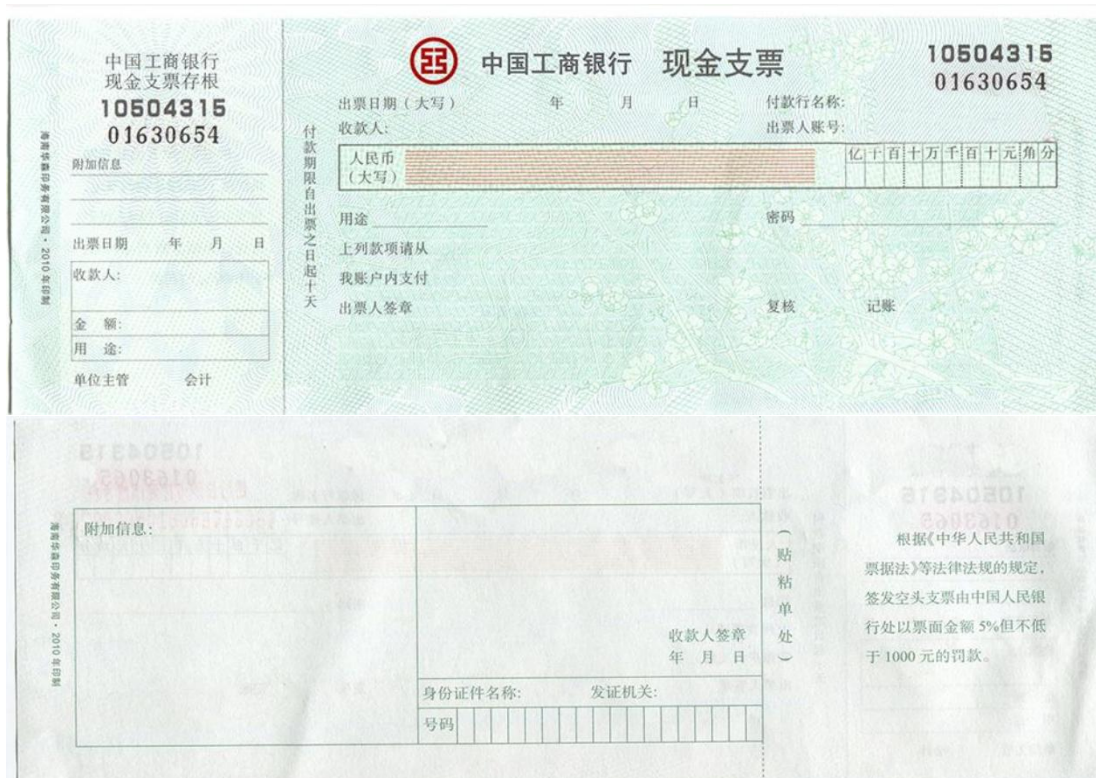 中国工商银行
现金支票存根
10504315
01630654
附加信息
出票日期 年 月 日
收款人:
金 额:
用 途:
单位主管 会计
海南华森印务有限公司·2010年印制
付款期限自出票之日起十天
中国工商银行 现金支票
10504315
01630654
出票日期(大写) 年 月 日 付款行名称:
收款人: 出票人账号:
人民币
(大写)
亿千百十万千百十元角分
用途 密码
上列款项请从
我账户内支付
出票人签章 复核 记账
海南华森印务有限公司·2010年印制
附加信息:
收款人签章
年 月 日
身份证件名称: 发证机关:
号码
(贴粘单处)
根据《中华人民共和国
票据法》等法律法规的规定,
签发空头支票由中国人民银
行处以票面金额5%但不低
于1000元的罚款。